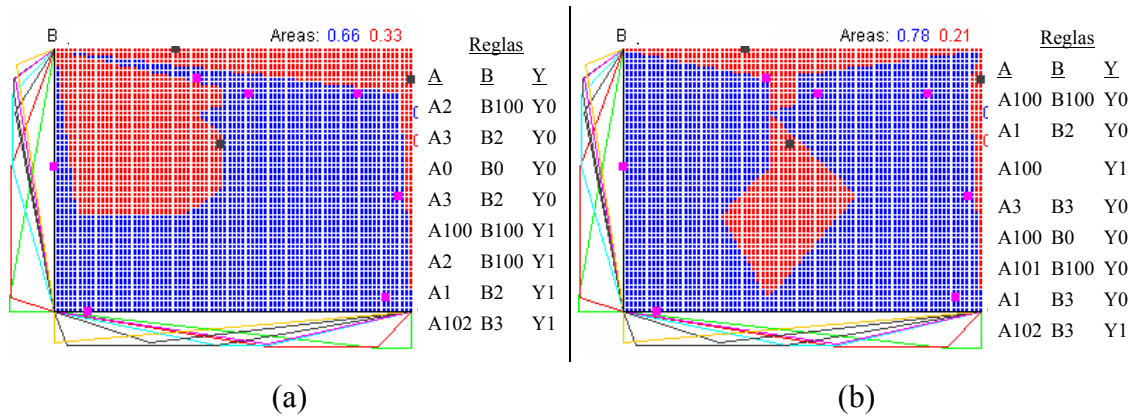 B
Areas: 0.66 0.33
Reglas
A B Y
A2 B100 Y0
A3 B2 Y0
A0 B0 Y0
A3 B2 Y0
A100 B100 Y1
A2 B100 Y1
A1 B2 Y1
A102 B3 Y1
(a)
B
Areas: 0.78 0.21
Reglas
A B Y
A100 B100 Y0
A1 B2 Y0
A100 Y1
A3 B3 Y0
A100 B0 Y0
A101 B100 Y0
A1 B3 Y0
A102 B3 Y1
(b)